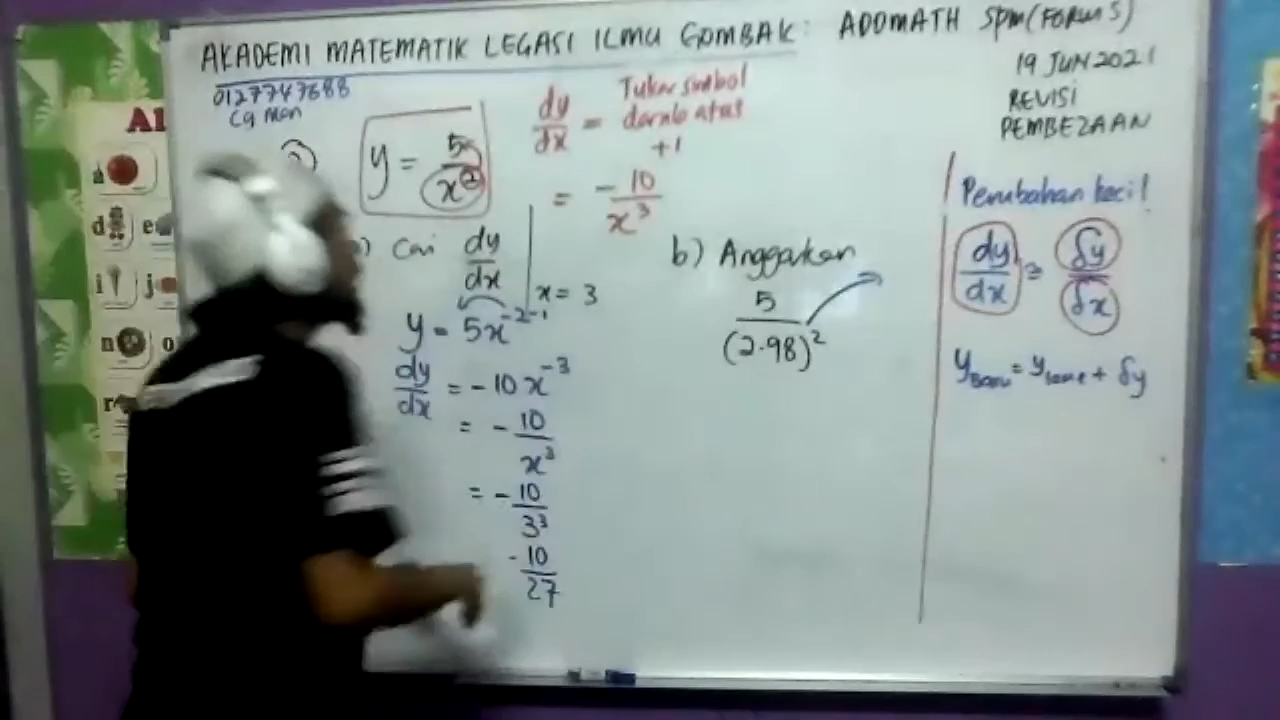 AKADEMI MATEMATIK LEGASI ILMU GOMBAK: ADDMATH SPM (FORM 5)
0127747688
Cg Man
19 JUN 2021
REVISI
PEMBEZAAN
y = 5/x²
dy/dx = Tukar simbol
darab atas
+1
= -10/x³
) Cari dy/dx | x = 3
y = 5x⁻²⁻¹
dy/dx = -10x⁻³
= -10/x³
= -10/3³
-10/27
b) Anggarkan
5/(2.98)²
Perubahan kecil
dy/dx ≅ δy/δx
y Baru = y lama + δy
A1
a
d e
i j
n o
r